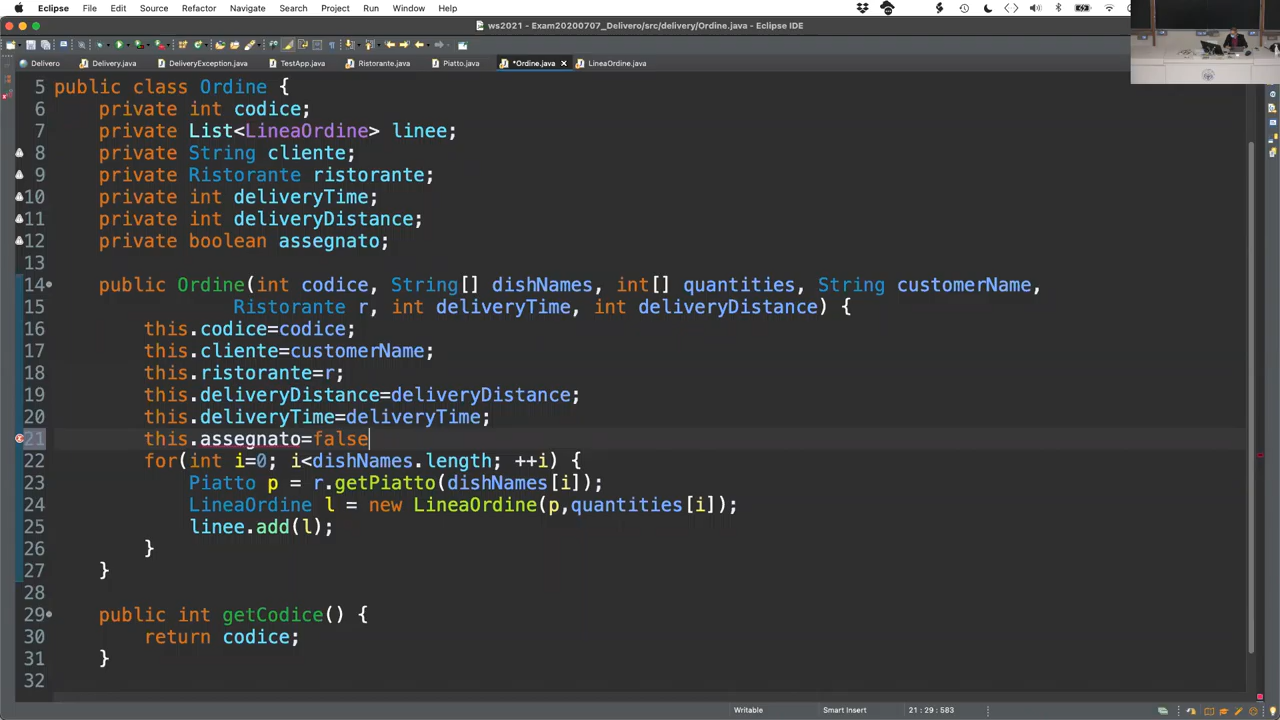 Eclipse File Edit Source Refactor Navigate Search Project Run Window Help
ws2021 - Exam20200707_Delivero/src/delivery/Ordine.java - Eclipse IDE
Delivero Delivery.java DeliveryException.java TestApp.java Ristorante.java Piatto.java *Ordine.java LineaOrdine.java
5 public class Ordine {
6 private int codice;
7 private List<LineaOrdine> linee;
8 private String cliente;
9 private Ristorante ristorante;
10 private int deliveryTime;
11 private int deliveryDistance;
12 private boolean assegnato;
13
14 public Ordine(int codice, String[] dishNames, int[] quantities, String customerName,
15 Ristorante r, int deliveryTime, int deliveryDistance) {
16 this.codice=codice;
17 this.cliente=customerName;
18 this.ristorante=r;
19 this.deliveryDistance=deliveryDistance;
20 this.deliveryTime=deliveryTime;
21 this.assegnato=false
22 for(int i=0; i<dishNames.length; ++i) {
23 Piatto p = r.getPiatto(dishNames[i]);
24 LineaOrdine l = new LineaOrdine(p,quantities[i]);
25 linee.add(l);
26 }
27 }
28
29 public int getCodice() {
30 return codice;
31 }
32
Writable Smart Insert 21 : 29 : 583